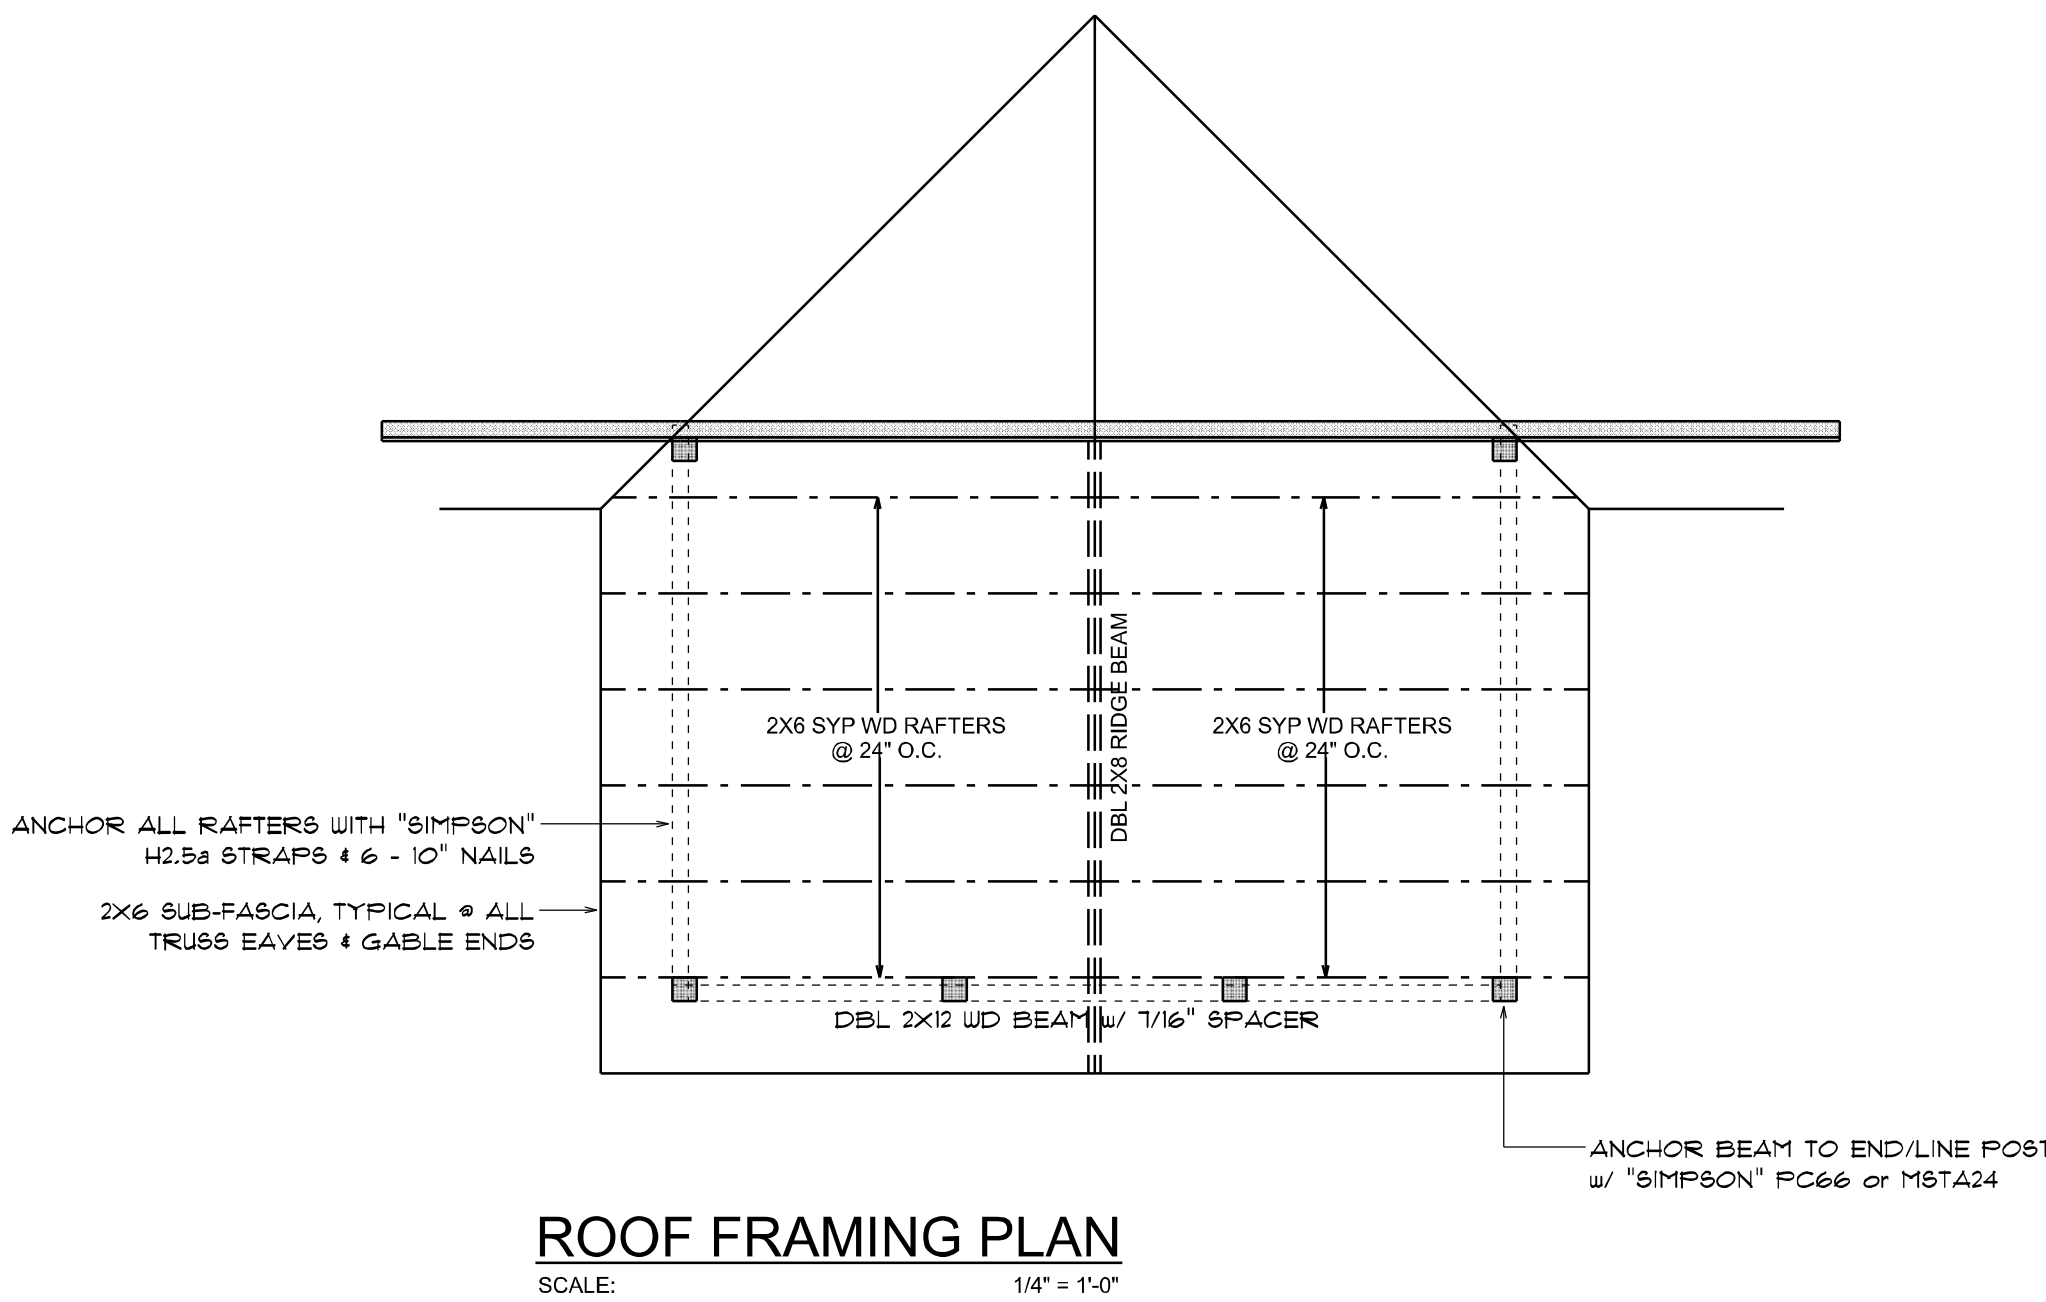 2X6 SYP WD RAFTERS
@ 24" O.C.
2X6 SYP WD RAFTERS
@ 24" O.C.
DBL 2X8 RIDGE BEAM
ANCHOR ALL RAFTERS WITH "SIMPSON"
H2.5a STRAPS & 6 - 10" NAILS
2X6 SUB-FASCIA, TYPICAL @ ALL
TRUSS EAVES & GABLE ENDS
DBL 2X12 WD BEAM w/ 7/16" SPACER
ANCHOR BEAM TO END/LINE POST
w/ "SIMPSON" PC66 or MSTA24
ROOF FRAMING PLAN
SCALE: 1/4" = 1'-0"